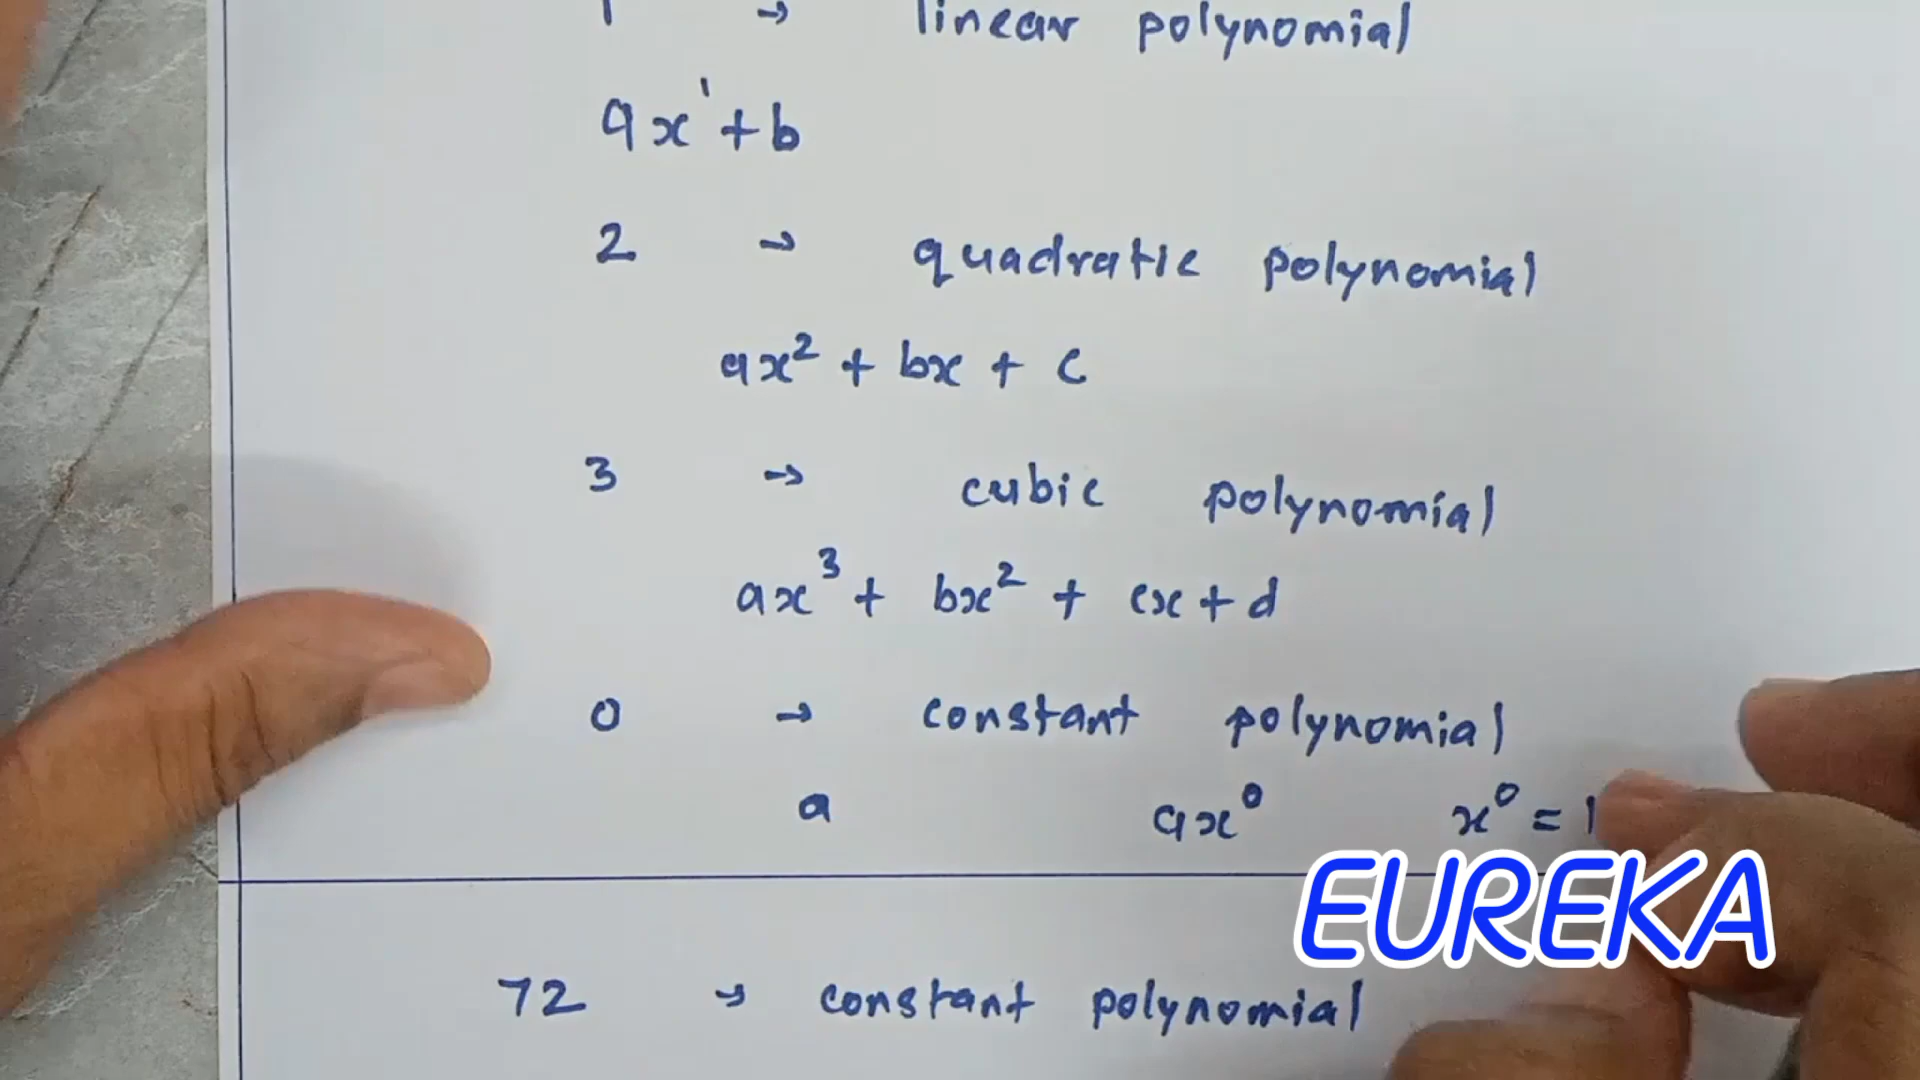 1 → linear polynomial
ax¹ + b
2 → quadratic polynomial
ax² + bx + c
3 → cubic polynomial
ax³ + bx² + cx + d
0 → constant polynomial
a ax⁰ x⁰ = 1
EUREKA
72 → constant polynomial